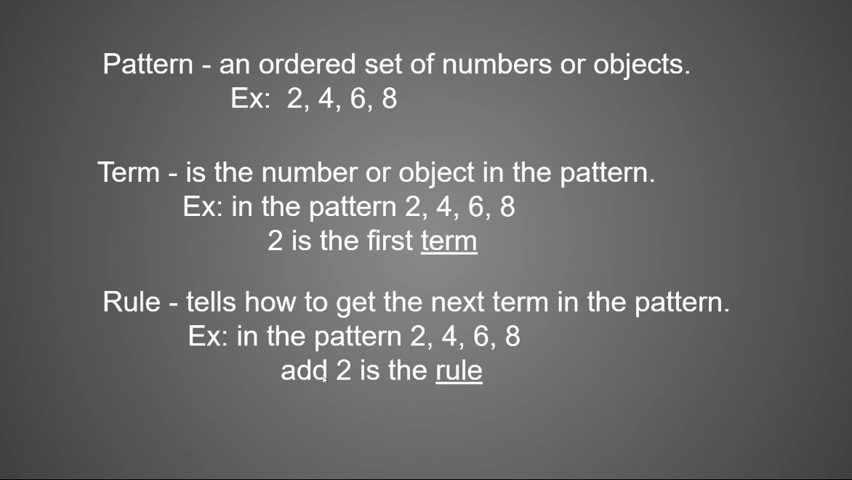 Pattern - an ordered set of numbers or objects.
Ex: 2, 4, 6, 8
Term - is the number or object in the pattern.
Ex: in the pattern 2, 4, 6, 8
2 is the first term
Rule - tells how to get the next term in the pattern.
Ex: in the pattern 2, 4, 6, 8
add 2 is the rule